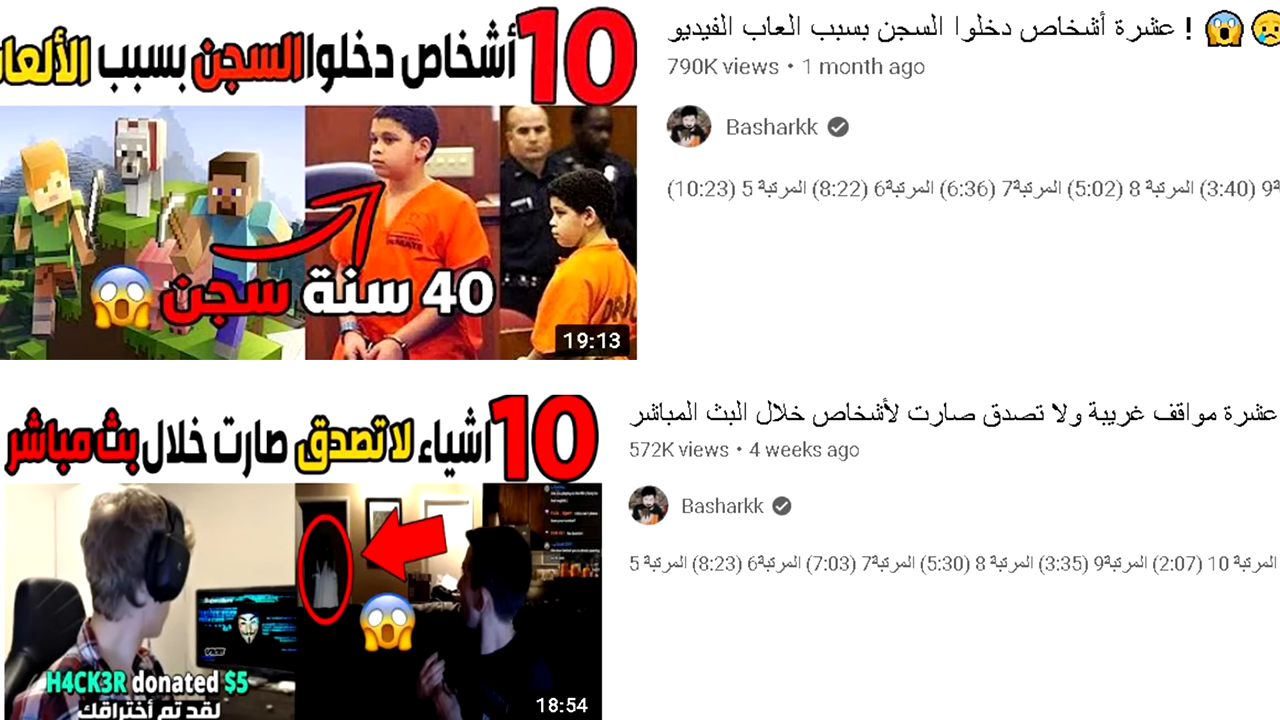 10 أشخاص دخلوا السجن بسبب الألعا
40 سنة سجن 😱
19:13
عشرة أشخاص دخلوا السجن بسبب العاب الفيديو ! 😱😢
790K views • 1 month ago
Basharkk
9ة (3:40) المرتبة 8 (5:02) المرتبة7 (6:36) المرتبة6 (8:22) المرتبة 5 (10:23)
10 اشياء لا تصدق صارت خلال بث مباشر
H4CK3R donated $5
لقد تم أختراقك
18:54
عشرة مواقف غريبة ولا تصدق صارت لأشخاص خلال البث المباشر
572K views • 4 weeks ago
Basharkk
المرتبة 10 (2:07) المرتبة9 (3:35) المرتبة 8 (5:30) المرتبة7 (7:03) المرتبة6 (8:23) المرتبة 5